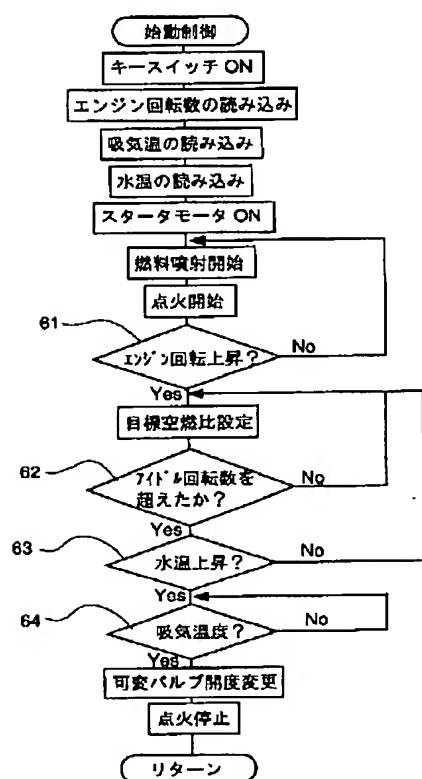 始動制御
キースイッチ ON
エンジン回転数の読み込み
吸気温の読み込み
水温の読み込み
スタータモータ ON
燃料噴射開始
点火開始
61
エンジン回転上昇?
No
Yes
目標空燃比設定
62
アイドル回転数を
超えたか?
No
Yes
63
水温上昇?
No
Yes
64
吸気温度?
No
Yes
可変バルブ開度変更
点火停止
リターン